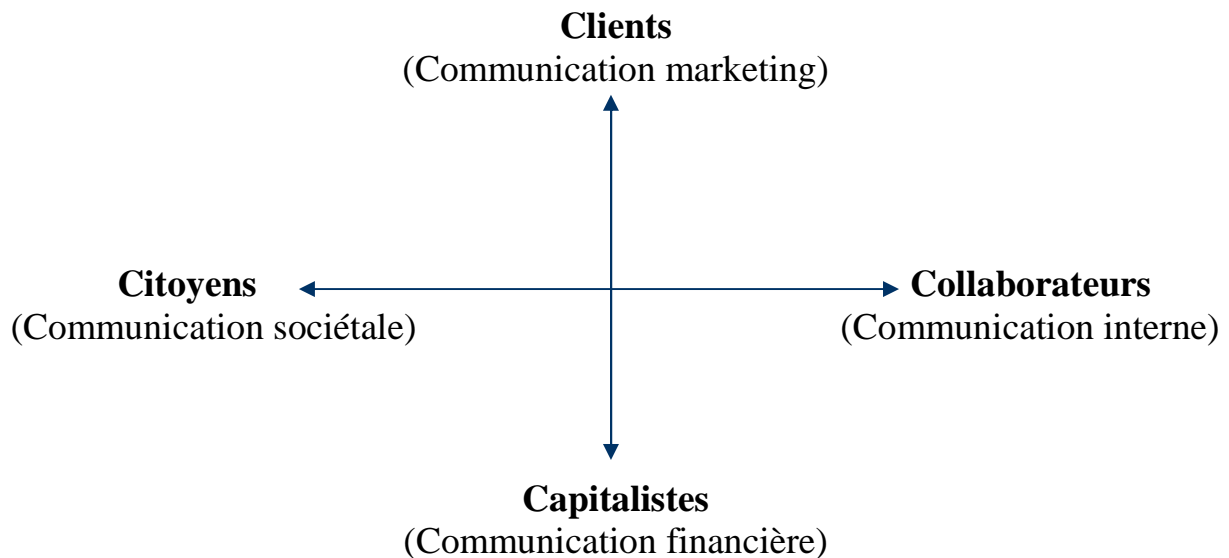 Clients
(Communication marketing)
Citoyens
(Communication sociétale)
Collaborateurs
(Communication interne)
Capitalistes
(Communication financière)